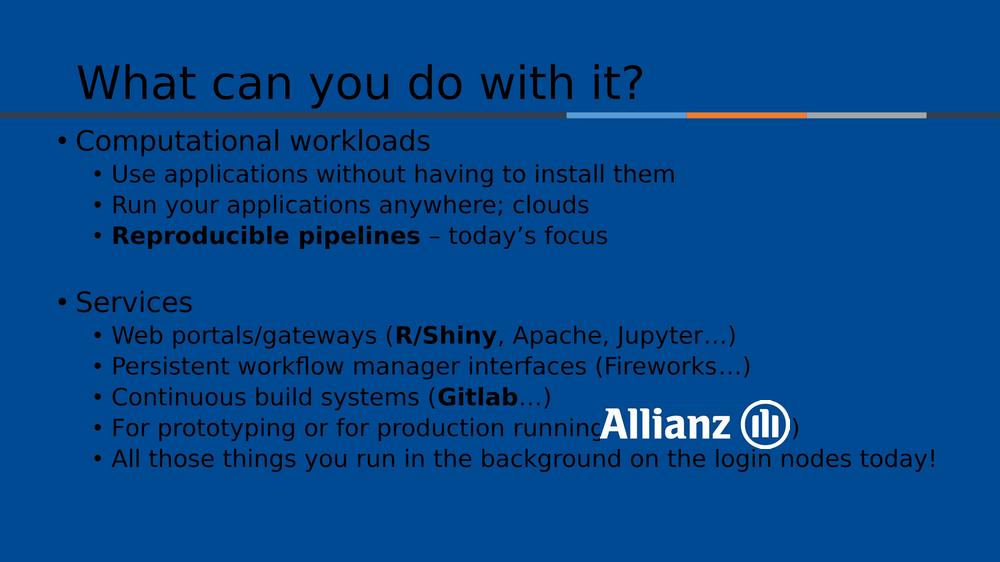 What can you do with it?
• Computational workloads
• Use applications without having to install them
• Run your applications anywhere; clouds
• Reproducible pipelines – today’s focus
• Services
• Web portals/gateways (R/Shiny, Apache, Jupyter…)
• Persistent workflow manager interfaces (Fireworks…)
• Continuous build systems (Gitlab…)
• For prototyping or for production running )
Allianz
• All those things you run in the background on the login nodes today!